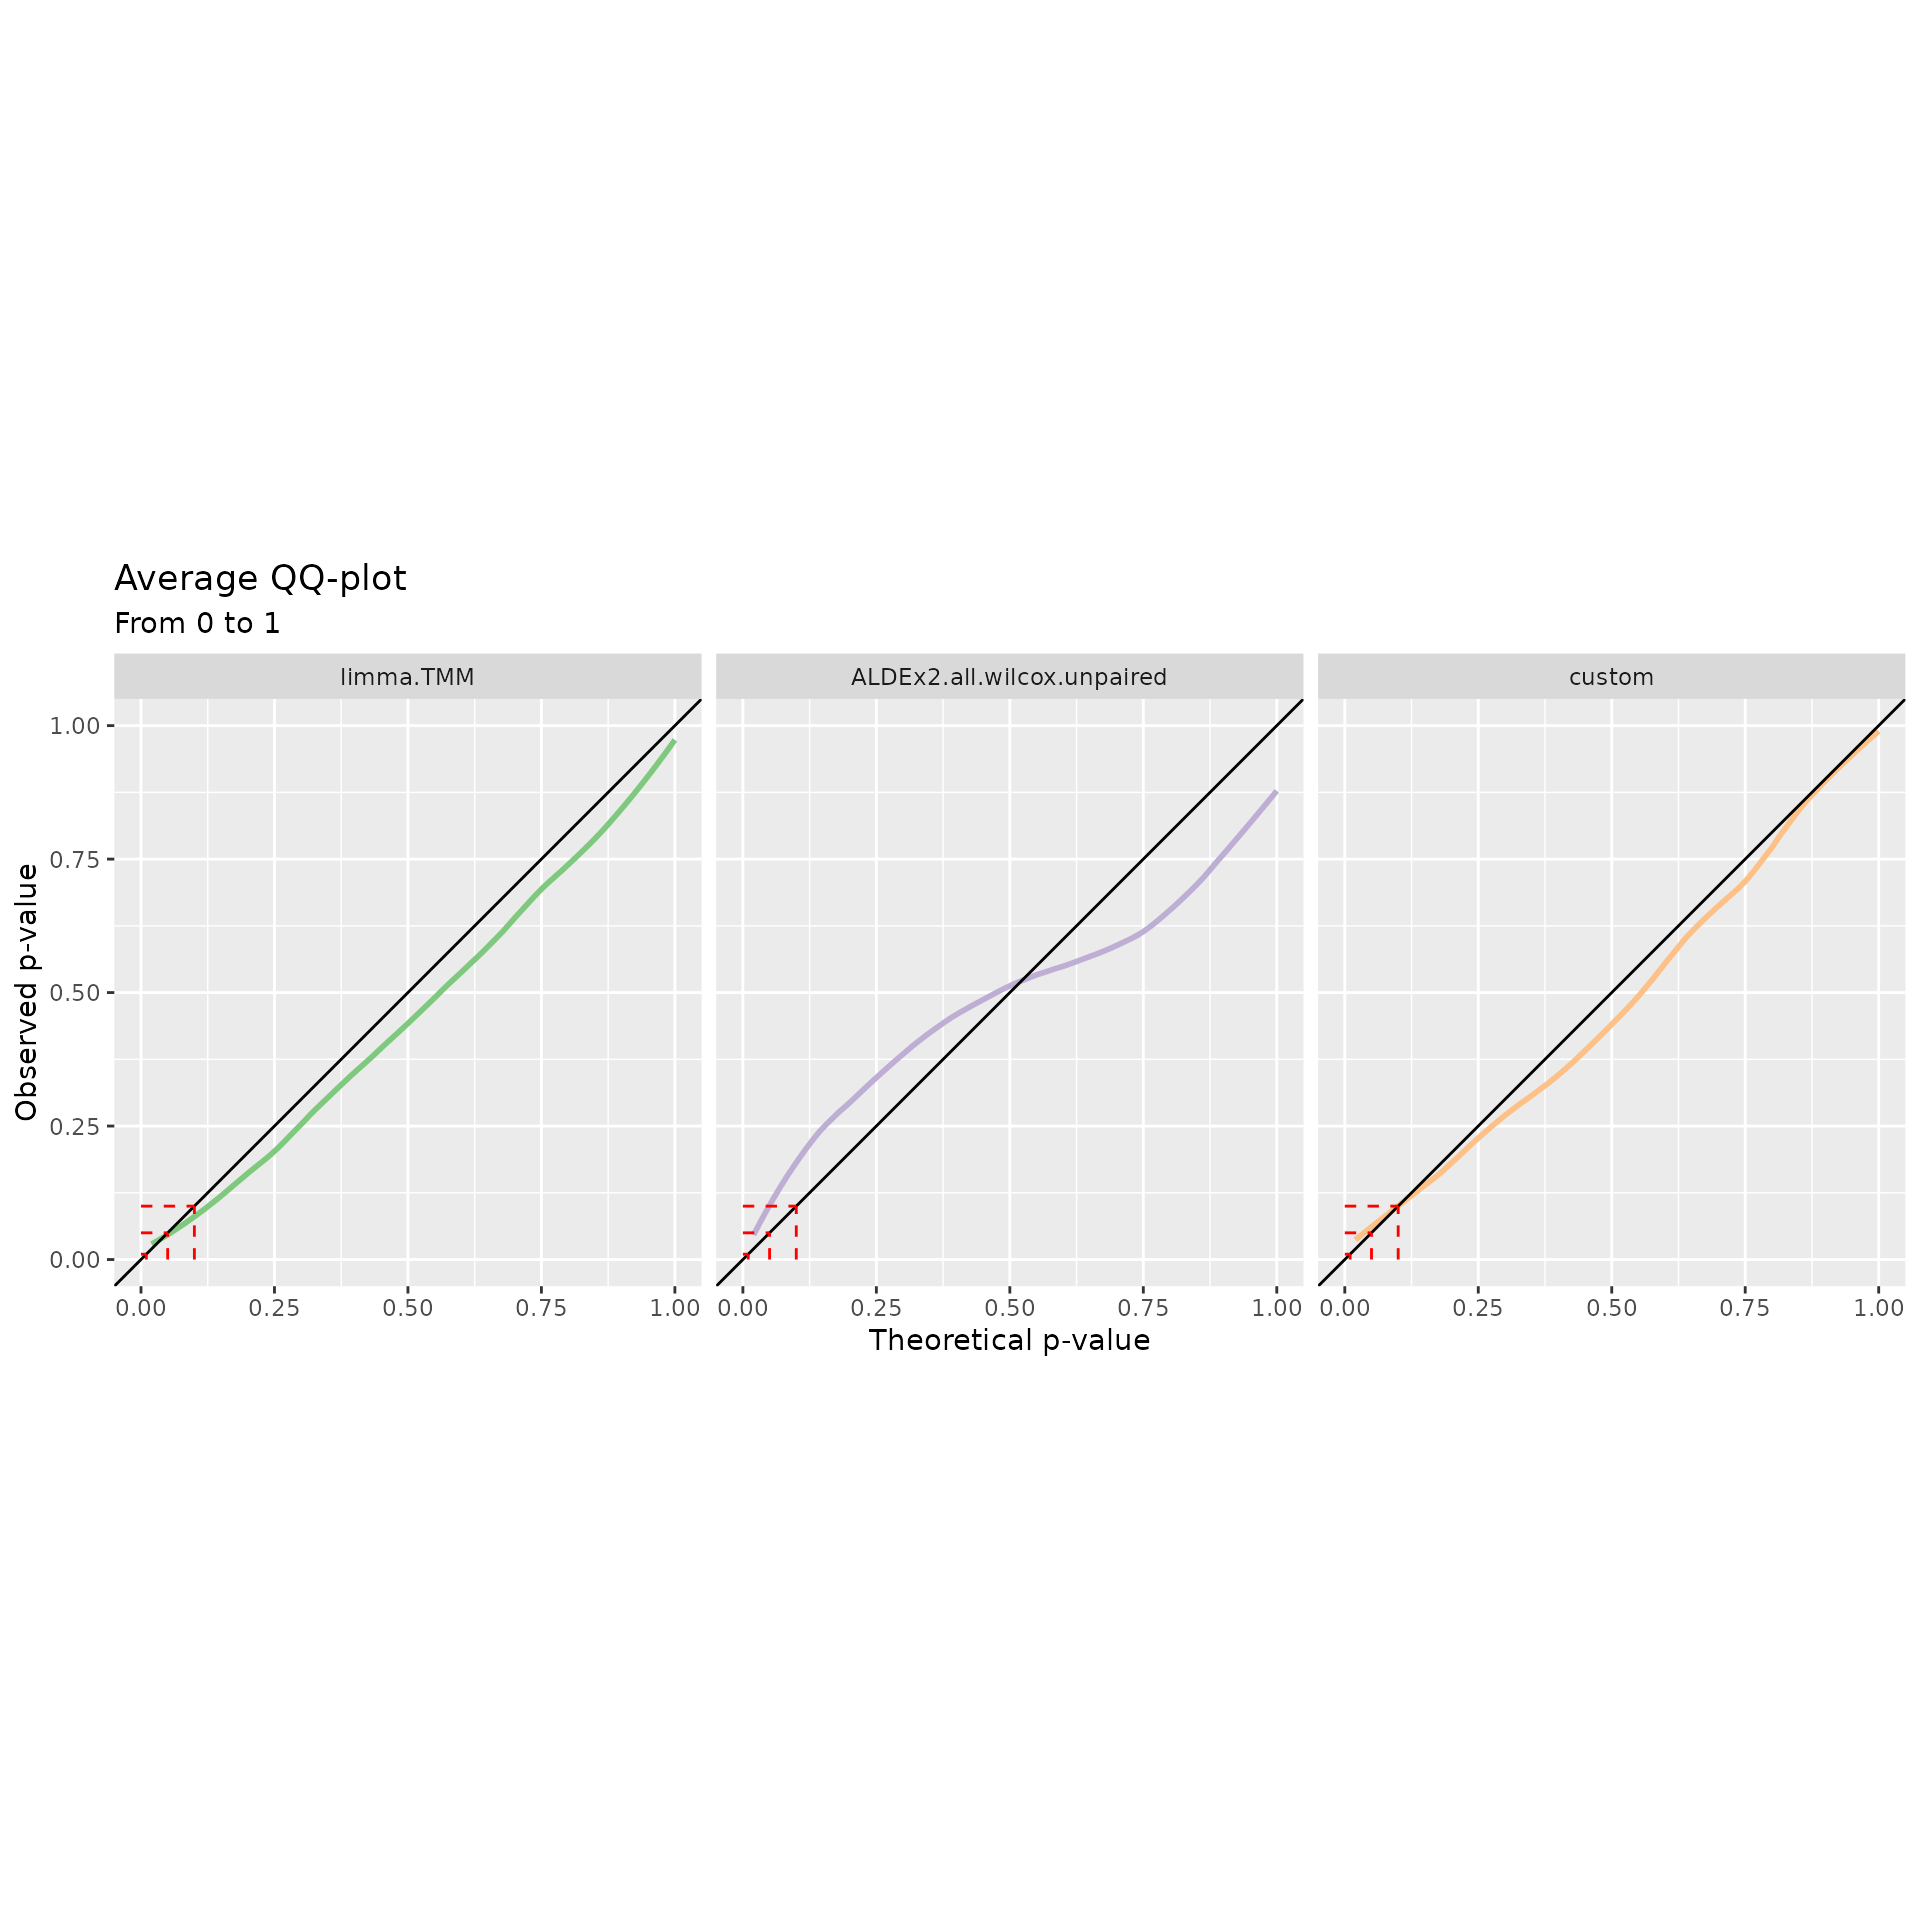 Average QQ-plot
From 0 to 1
limma.TMM
ALDEx2.all.wilcox.unpaired
custom
Observed p-value
1.00
0.75
0.50
0.25
0.00
0.00 0.25 0.50 0.75 1.00
0.00 0.25 0.50 0.75 1.00
0.00 0.25 0.50 0.75 1.00
Theoretical p-value